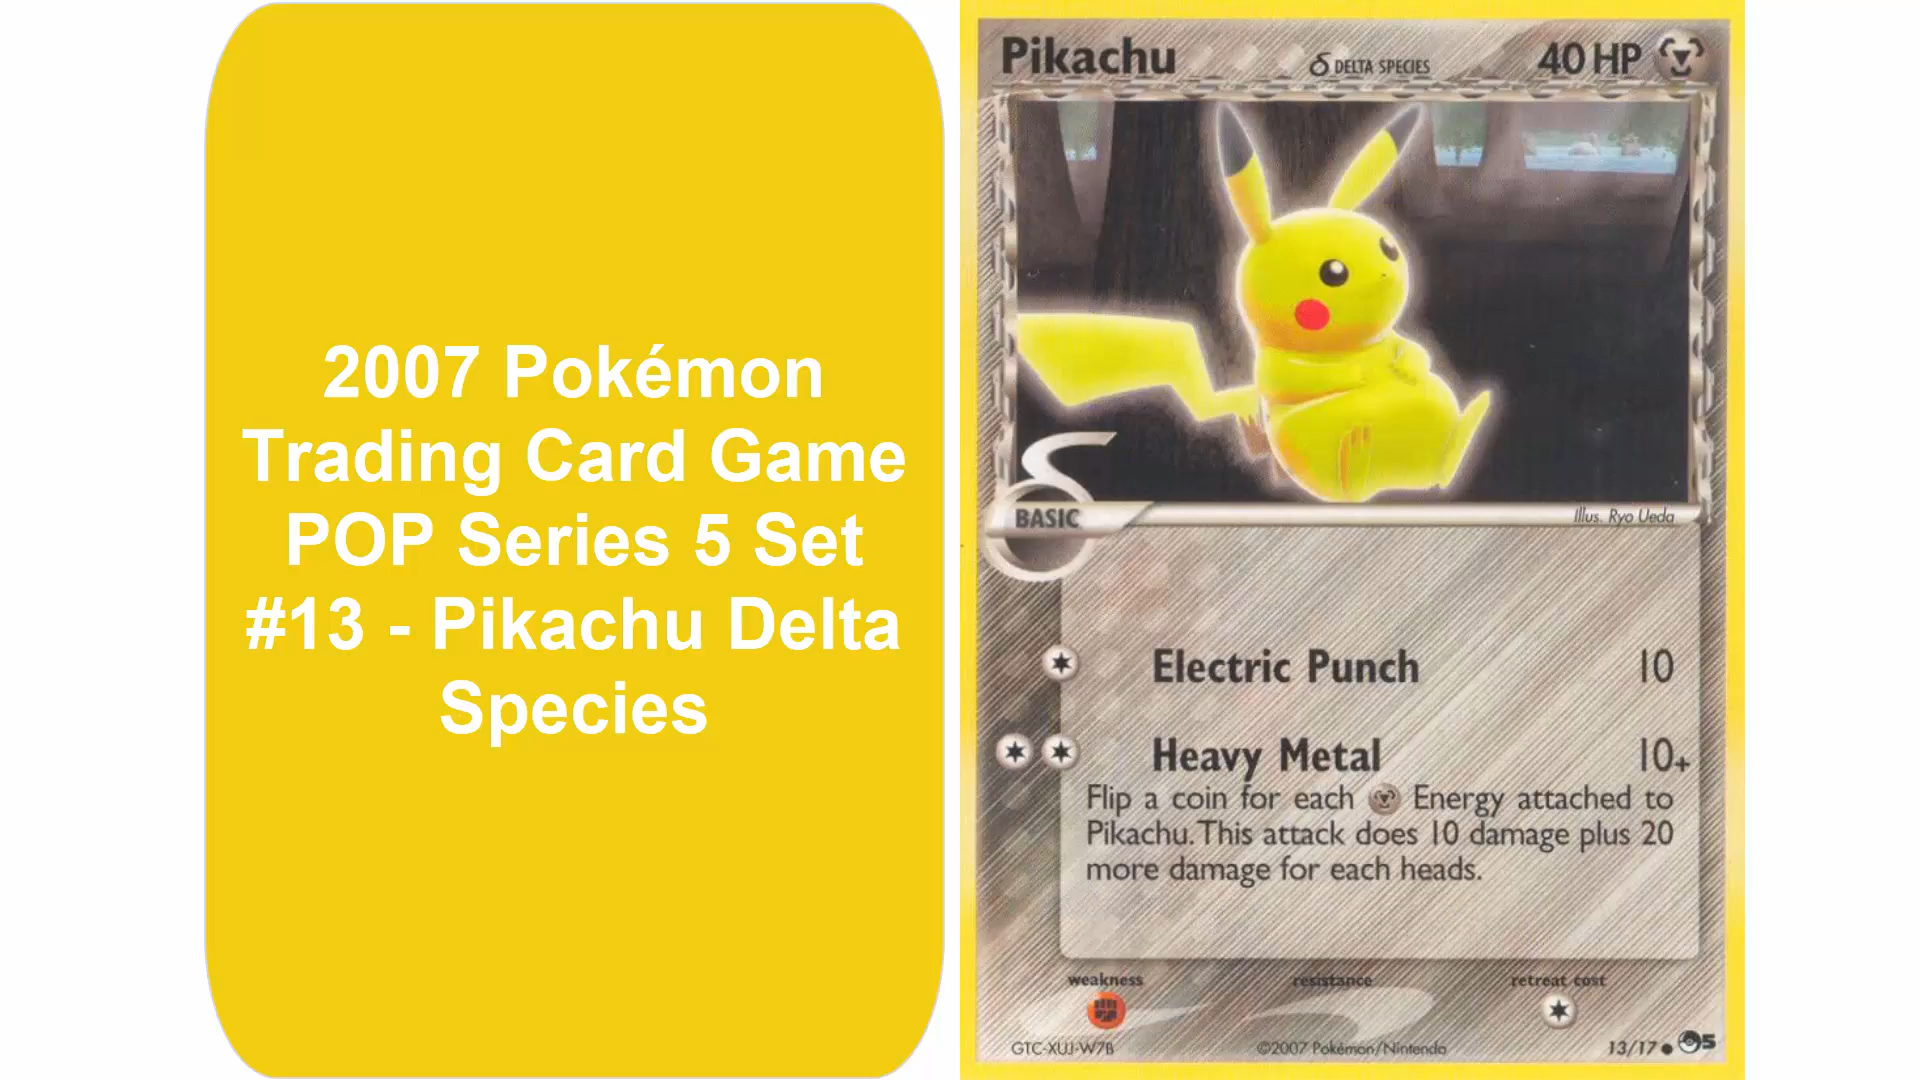 2007 Pokémon
Trading Card Game
POP Series 5 Set
#13 - Pikachu Delta
Species
Pikachu
δ DELTA SPECIES
40 HP
BASIC
Illus. Ryo Ueda
Electric Punch 10
Heavy Metal 10+
Flip a coin for each Energy attached to
Pikachu. This attack does 10 damage plus 20
more damage for each heads.
weakness resistance retreat cost
GTC-XUJ-W7B ©2007 Pokémon/Nintendo 13/17 ● 5